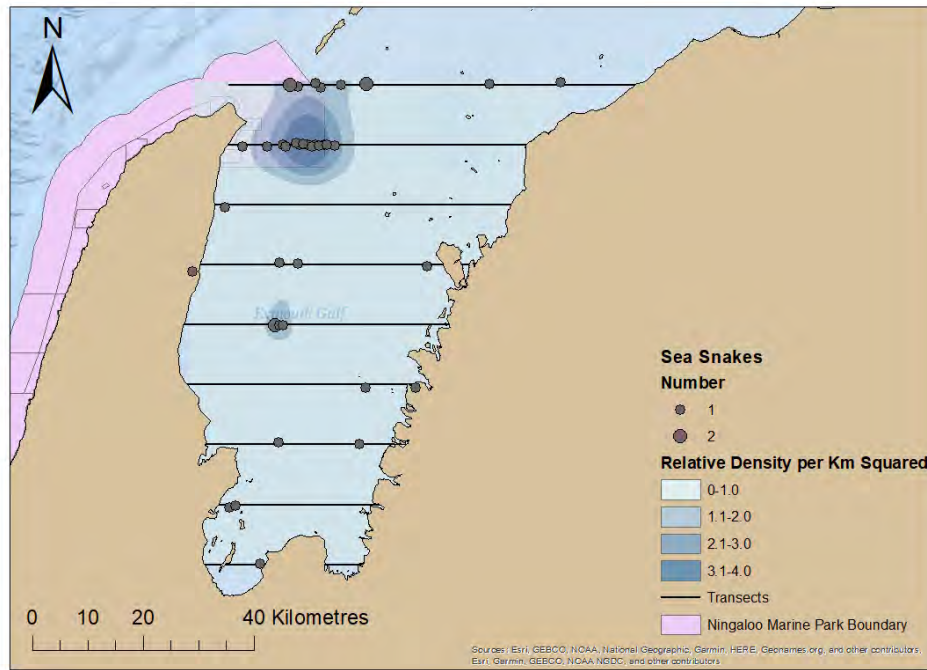 N
Exmouth Gulf
Sea Snakes
Number
1
2
Relative Density per Km Squared
0-1.0
1.1-2.0
2.1-3.0
3.1-4.0
Transects
Ningaloo Marine Park Boundary
0 10 20 40 Kilometres
Sources: Esri, GEBCO, NOAA, National Geographic, Garmin, HERE, Geonames.org, and other contributors,
Esri, Garmin, GEBCO, NOAA NGDC, and other contributors